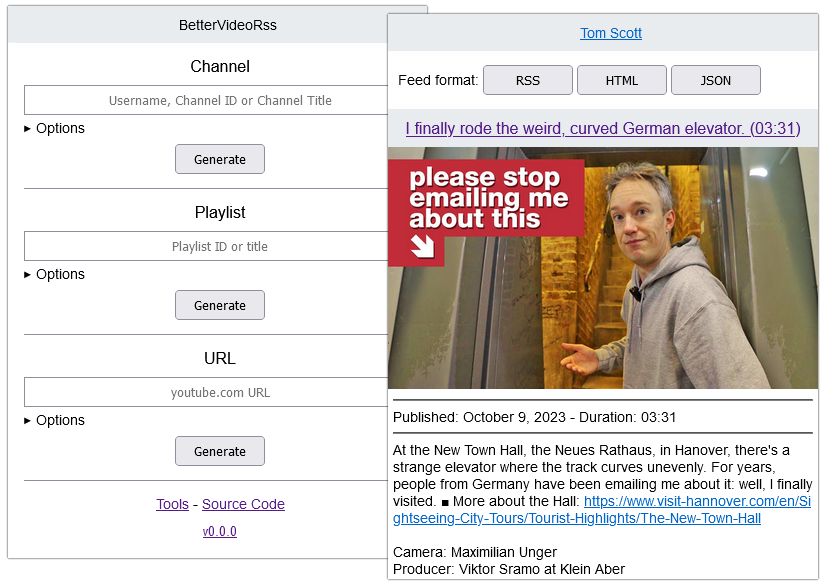 BetterVideoRss
Channel
Username, Channel ID or Channel Title
▸ Options
Generate
Playlist
Playlist ID or title
▸ Options
Generate
URL
youtube.com URL
▸ Options
Generate
Tools - Source Code
v0.0.0
Tom Scott
Feed format: RSS HTML JSON
I finally rode the weird, curved German elevator. (03:31)
please stop
emailing me
about this
Published: October 9, 2023 - Duration: 03:31
At the New Town Hall, the Neues Rathaus, in Hanover, there's a
strange elevator where the track curves unevenly. For years,
people from Germany have been emailing me about it: well, I finally
visited. ■ More about the Hall: https://www.visit-hannover.com/en/Si
ghtseeing-City-Tours/Tourist-Highlights/The-New-Town-Hall
Camera: Maximilian Unger
Producer: Viktor Sramo at Klein Aber